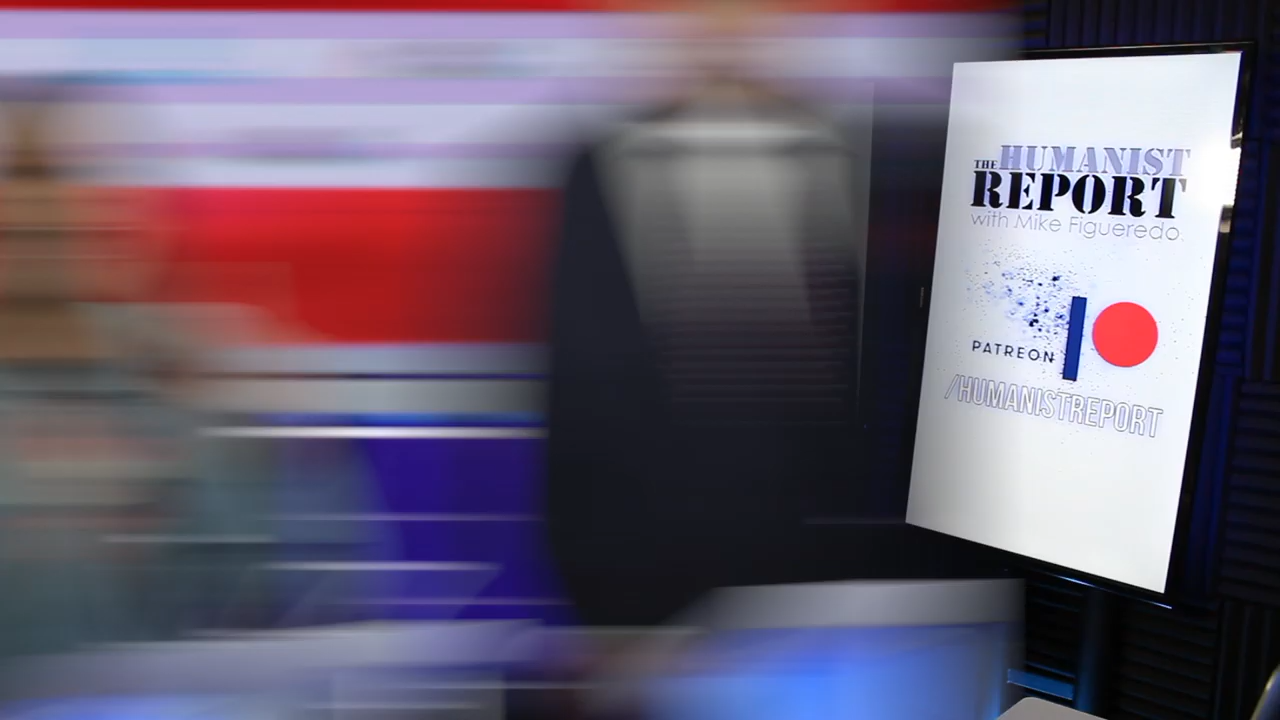 THE HUMANIST
REPORT
with Mike Figueredo
PATREON
/HUMANISTREPORT